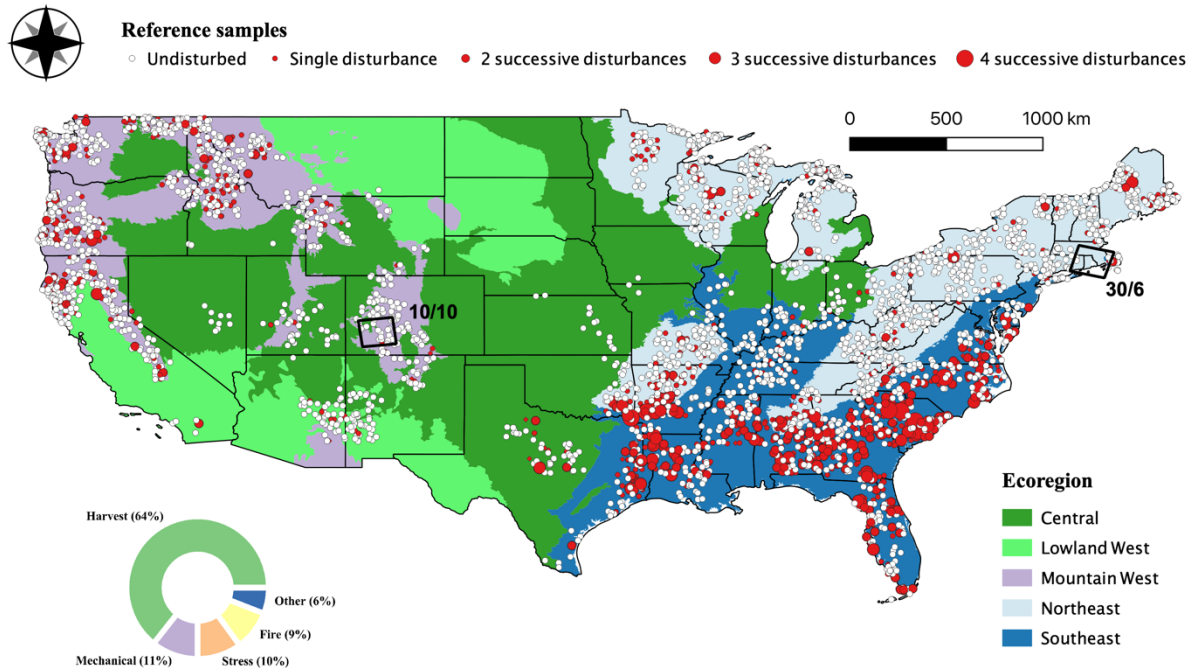 Reference samples
Undisturbed
Single disturbance
2 successive disturbances
3 successive disturbances
4 successive disturbances
0 500 1000 km
30/6
10/10
Ecoregion
Central
Lowland West
Mountain West
Northeast
Southeast
Harvest (64%)
Other (6%)
Fire (9%)
Stress (10%)
Mechanical (11%)